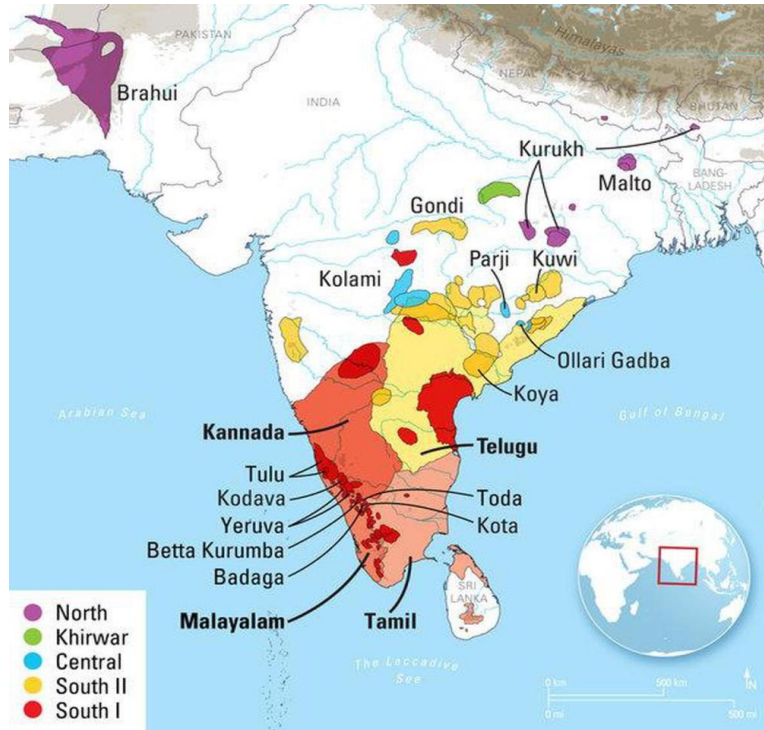 PAKISTAN
Himalayas
NEPAL
BHUTAN
Brahui
INDIA
Kurukh
BANG-
LADESH
Malto
Gondi
Parji
Kuwi
Kolami
Ollari Gadba
Koya
Arabian Sea
Gulf of Bengal
Kannada
Telugu
Tulu
Kodava
Toda
Yeruva
Kota
Betta Kurumba
Badaga
Malayalam
Tamil
SRI
LANKA
North
Khirwar
Central
South II
South I
The Laccadive
Sea
0 km
500 km
N
0 mi
500 mi